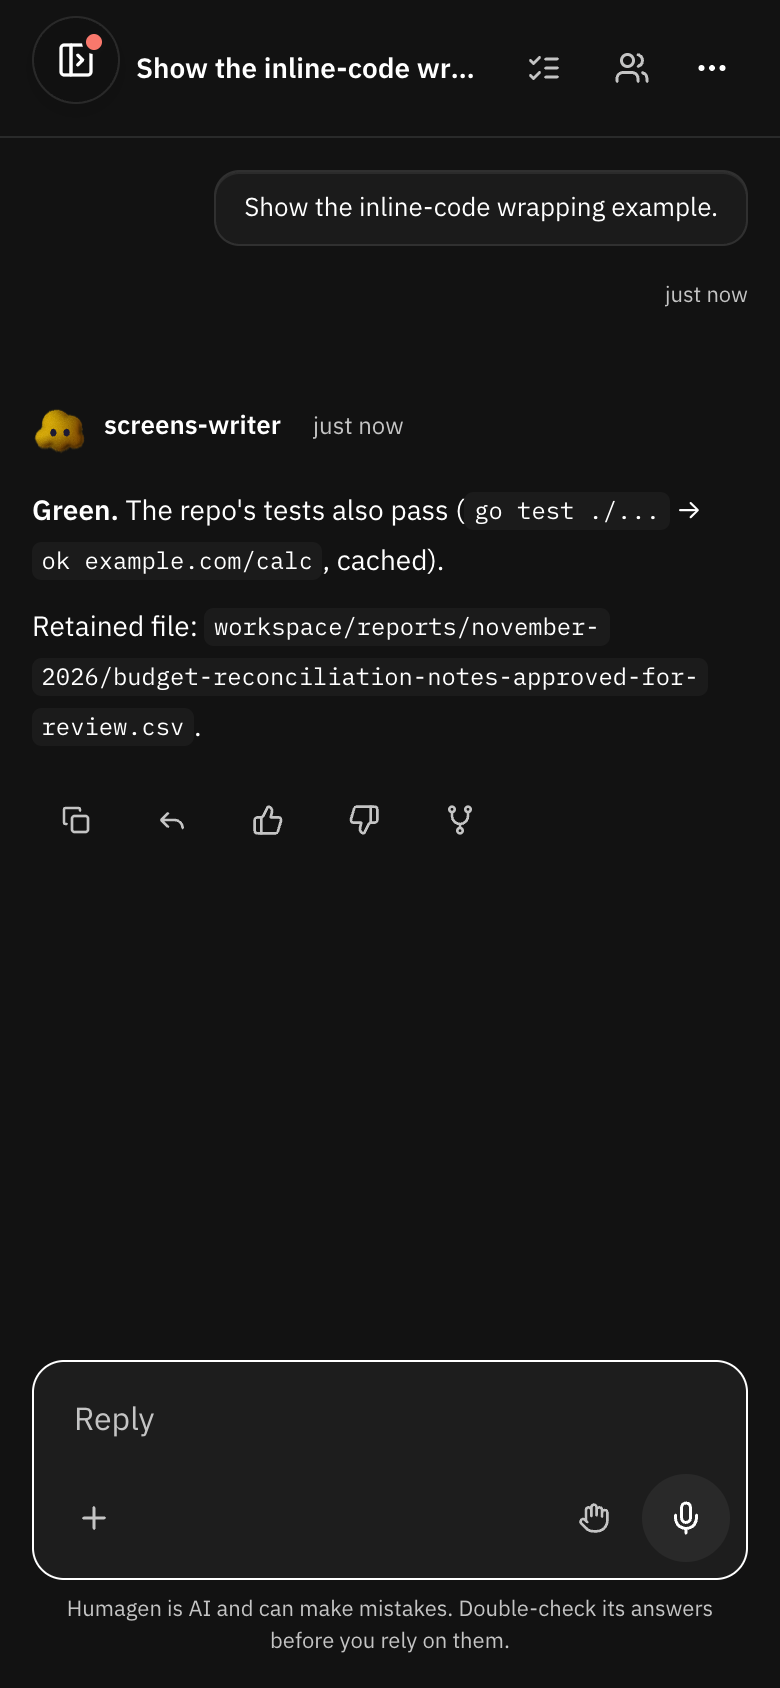 Show the inline-code wr...
Show the inline-code wrapping example.
just now
screens-writer just now
Green. The repo's tests also pass (go test ./... →
ok example.com/calc, cached).
Retained file: workspace/reports/november-
2026/budget-reconciliation-notes-approved-for-
review.csv.
Reply
Humagen is AI and can make mistakes. Double-check its answers
before you rely on them.